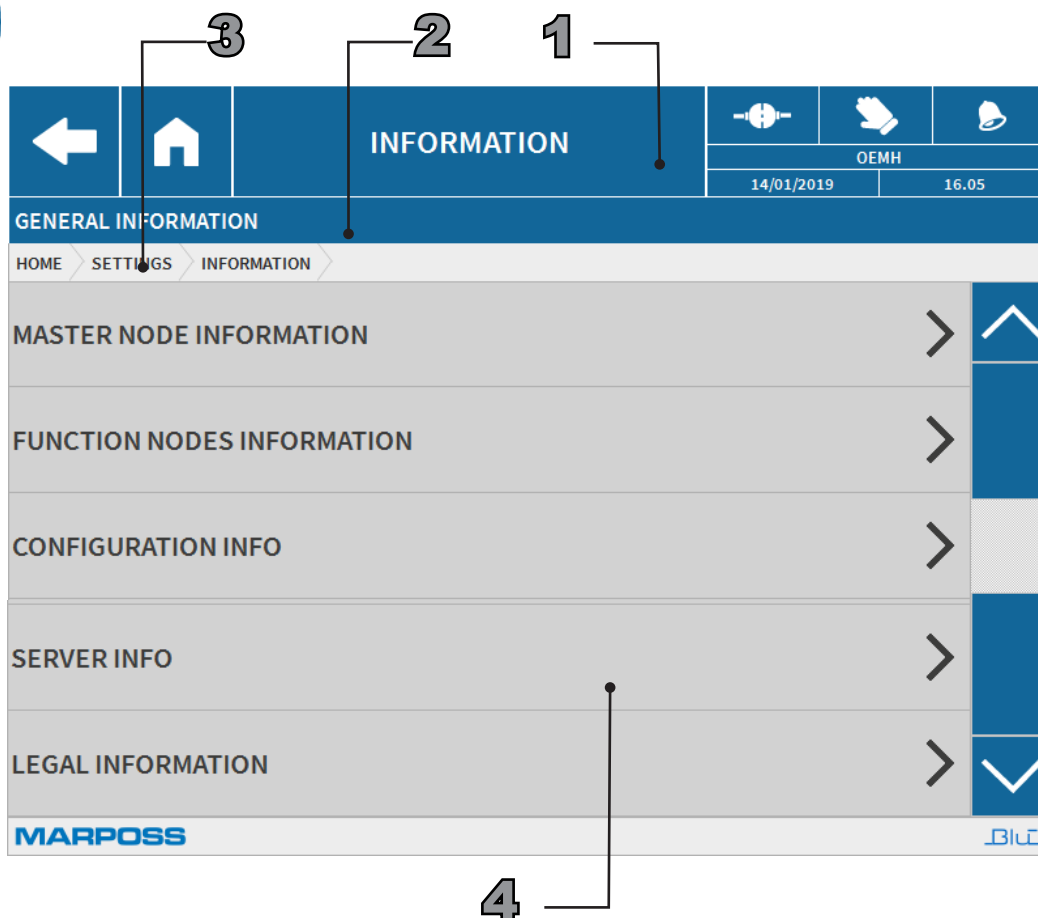 3 2 1
INFORMATION
OEMH
14/01/2019 16.05
GENERAL INFORMATION
HOME SETTINGS INFORMATION
MASTER NODE INFORMATION
FUNCTION NODES INFORMATION
CONFIGURATION INFO
SERVER INFO
LEGAL INFORMATION
MARPOSS
4